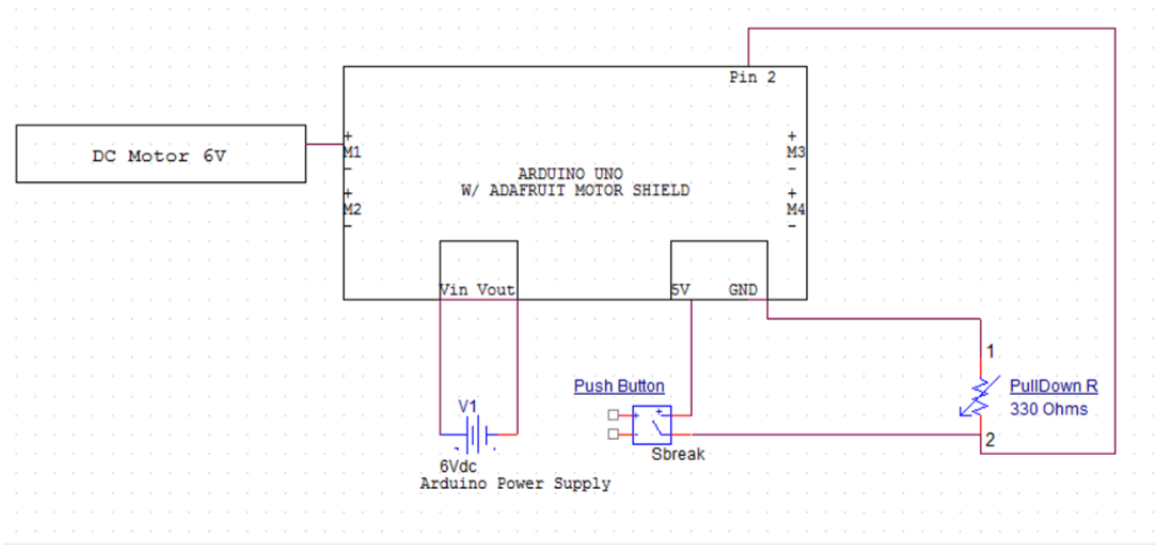 Pin 2
+
M1
-
+
M2
-
+
M3
-
+
M4
-
DC Motor 6V
ARDUINO UNO
W/ ADAFRUIT MOTOR SHIELD
Vin Vout
5V GND
1
PullDown R
330 Ohms
2
Push Button
+ +
-
Sbreak
V1
6Vdc
Arduino Power Supply